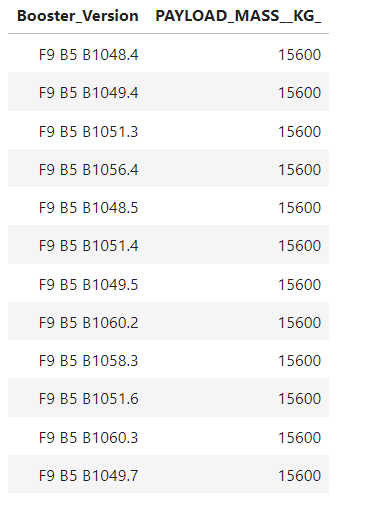 Booster_Version PAYLOAD_MASS__KG_
F9 B5 B1048.4 15600
F9 B5 B1049.4 15600
F9 B5 B1051.3 15600
F9 B5 B1056.4 15600
F9 B5 B1048.5 15600
F9 B5 B1051.4 15600
F9 B5 B1049.5 15600
F9 B5 B1060.2 15600
F9 B5 B1058.3 15600
F9 B5 B1051.6 15600
F9 B5 B1060.3 15600
F9 B5 B1049.7 15600